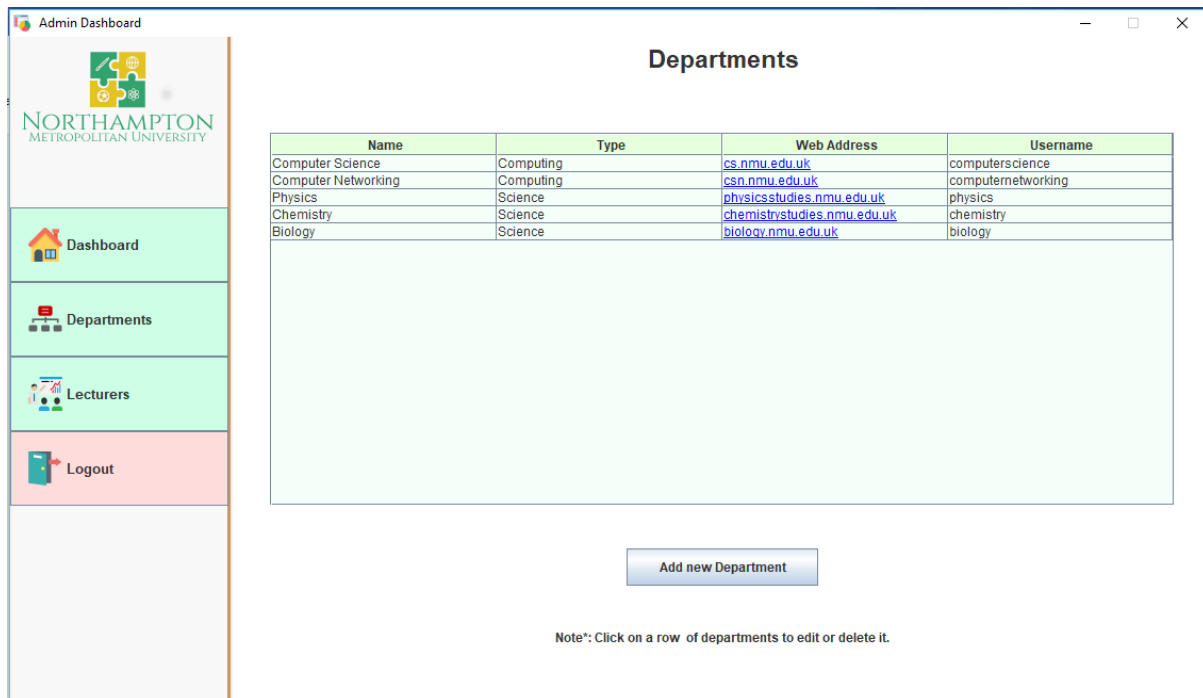 Admin Dashboard
NORTHAMPTON
METROPOLITAN UNIVERSITY
Dashboard
Departments
Lecturers
Logout
Departments
Name Type Web Address Username
Computer Science Computing cs.nmu.edu.uk computerscience
Computer Networking Computing csn.nmu.edu.uk computernetworking
Physics Science physicsstudies.nmu.edu.uk physics
Chemistry Science chemistrystudies.nmu.edu.uk chemistry
Biology Science biology.nmu.edu.uk biology
Add new Department
Note*: Click on a row of departments to edit or delete it.